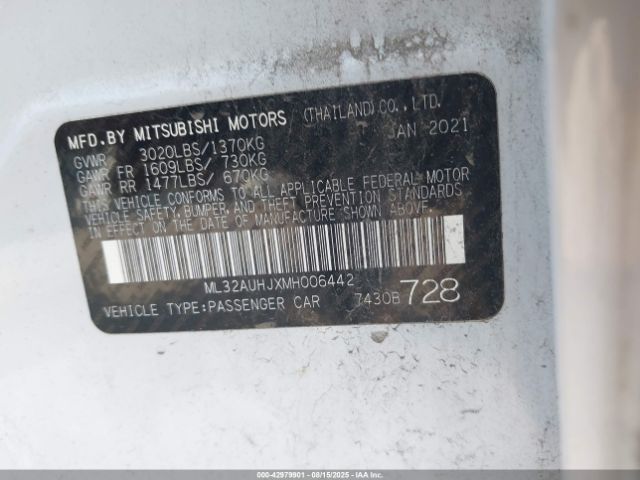 MFD.BY MITSUBISHI MOTORS (THAILAND)CO.,LTD.
GVWR 3020LBS/1370KG JAN 2021
GAWR FR 1609LBS/ 730KG
GAWR RR 1477LBS/ 670KG
THIS VEHICLE CONFORMS TO ALL APPLICABLE FEDERAL MOTOR
VEHICLE SAFETY, BUMPER, AND THEFT PREVENTION STANDARDS
IN EFFECT ON THE DATE OF MANUFACTURE SHOWN ABOVE.
ML32AUHJXMH006442
VEHICLE TYPE:PASSENGER CAR 7430B 728
000-42979901 - 08/15/2025 - Copart